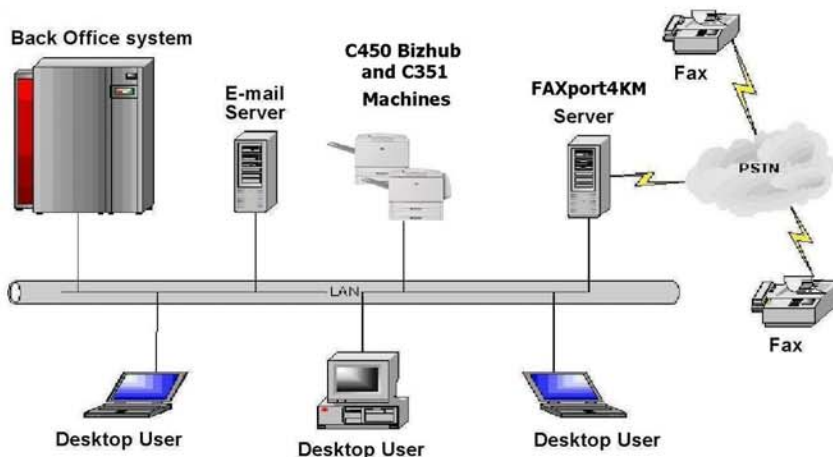 Back Office system
E-mail
Server
C450 Bizhub
and C351
Machines
FAXport4KM
Server
Fax
PSTN
LAN
Fax
Desktop User
Desktop User
Desktop User